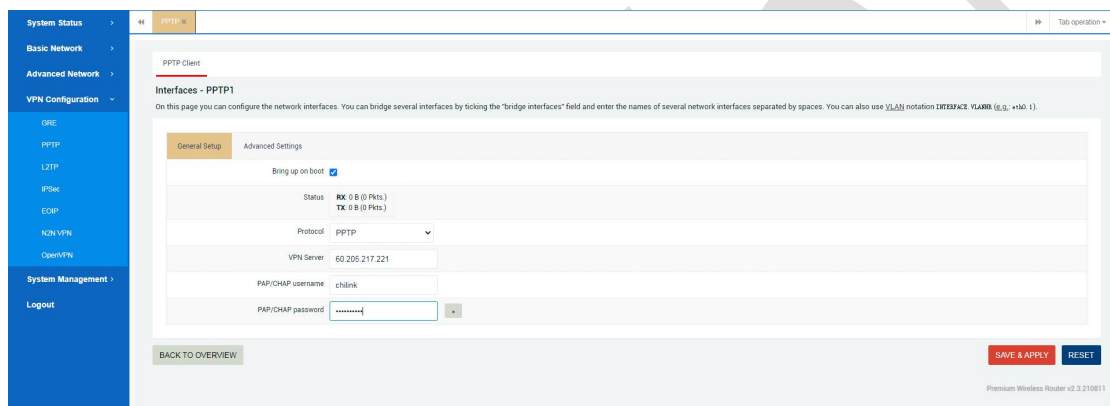 System Status
PPTP
Tab operation
Basic Network
Advanced Network
VPN Configuration
GRE
PPTP
L2TP
IPSec
EOIP
N2N VPN
OpenVPN
System Management
Logout
PPTP Client
Interfaces - PPTP1
On this page you can configure the network interfaces. You can bridge several interfaces by ticking the "bridge interfaces" field and enter the names of several network interfaces separated by spaces. You can also use VLAN notation INTERFACE.VLANNR (e.g.: eth0.1).
General Setup Advanced Settings
Bring up on boot
Status RX: 0 B (0 Pkts.)
TX: 0 B (0 Pkts.)
Protocol PPTP
VPN Server 60.205.217.221
PAP/CHAP username chilink
PAP/CHAP password ••••••••••
BACK TO OVERVIEW SAVE & APPLY RESET
Premium Wireless Router v2.3.210811